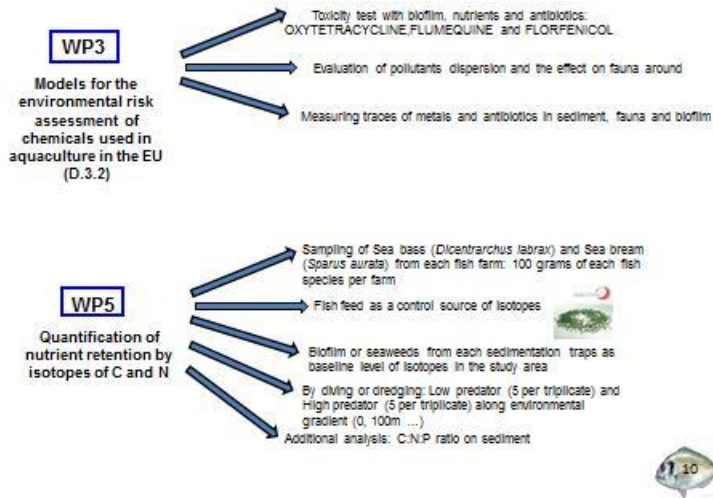 WP3
Models for the
environmental risk
assessment of
chemicals used in
aquaculture in the EU
(D.3.2)
Toxicity test with biofilm, nutrients and antibiotics:
OXYTETRACYCLINE,FLUMEQUINE and FLORFENICOL
Evaluation of pollutants dispersion and the effect on fauna around
Measuring traces of metals and antibiotics in sediment, fauna and biofilm
WP5
Quantification of
nutrient retention by
isotopes of C and N
Sampling of Sea bass (Dicentrarchus labrax) and Sea bream
(Sparus aurata) from each fish farm: 100 grams of each fish
species per farm
Fish feed as a control source of Isotopes
Biofilm or seaweeds from each sedimentation traps as
baseline level of Isotopes in the study area
By diving or dredging: Low predator (5 per triplicate) and
High predator (5 per triplicate) along environmental
gradient (0, 100m ...)
Additional analysis: C:N:P ratio on sediment
10